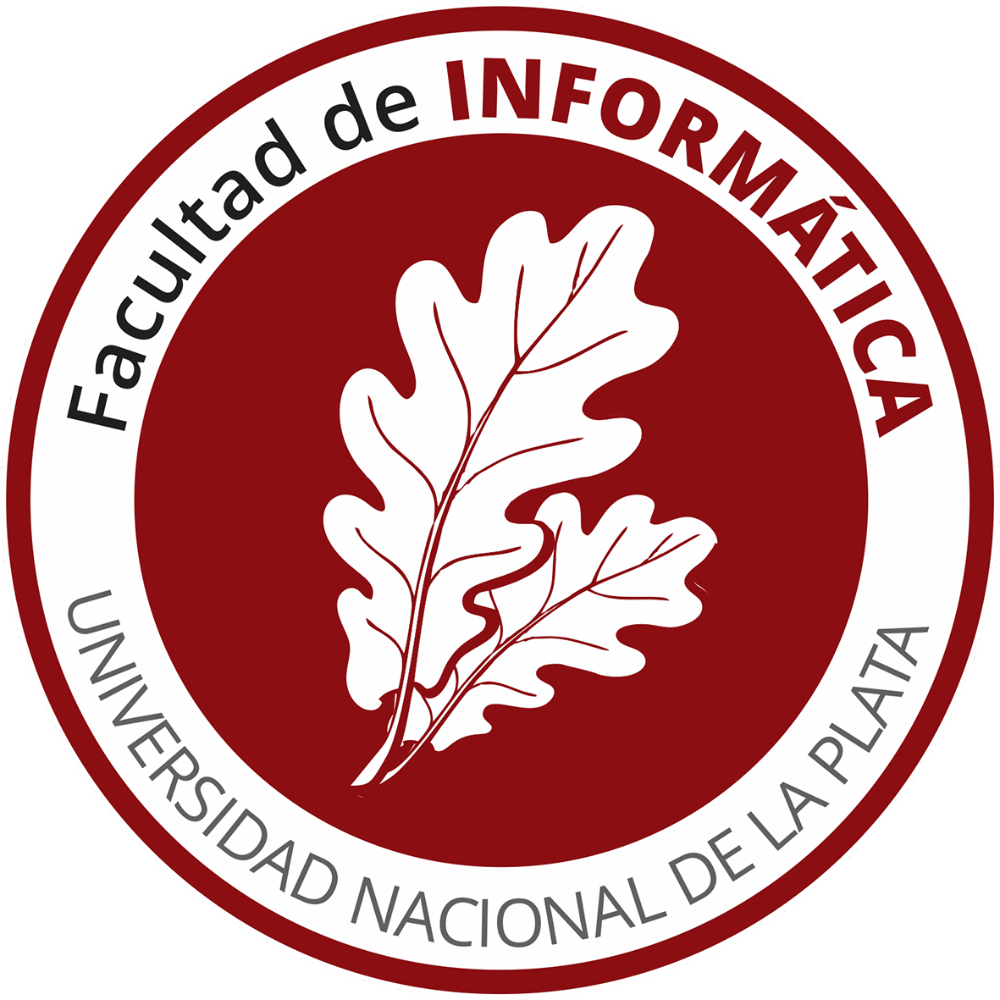 Facultad de INFORMÁTICA
UNIVERSIDAD NACIONAL DE LA PLATA